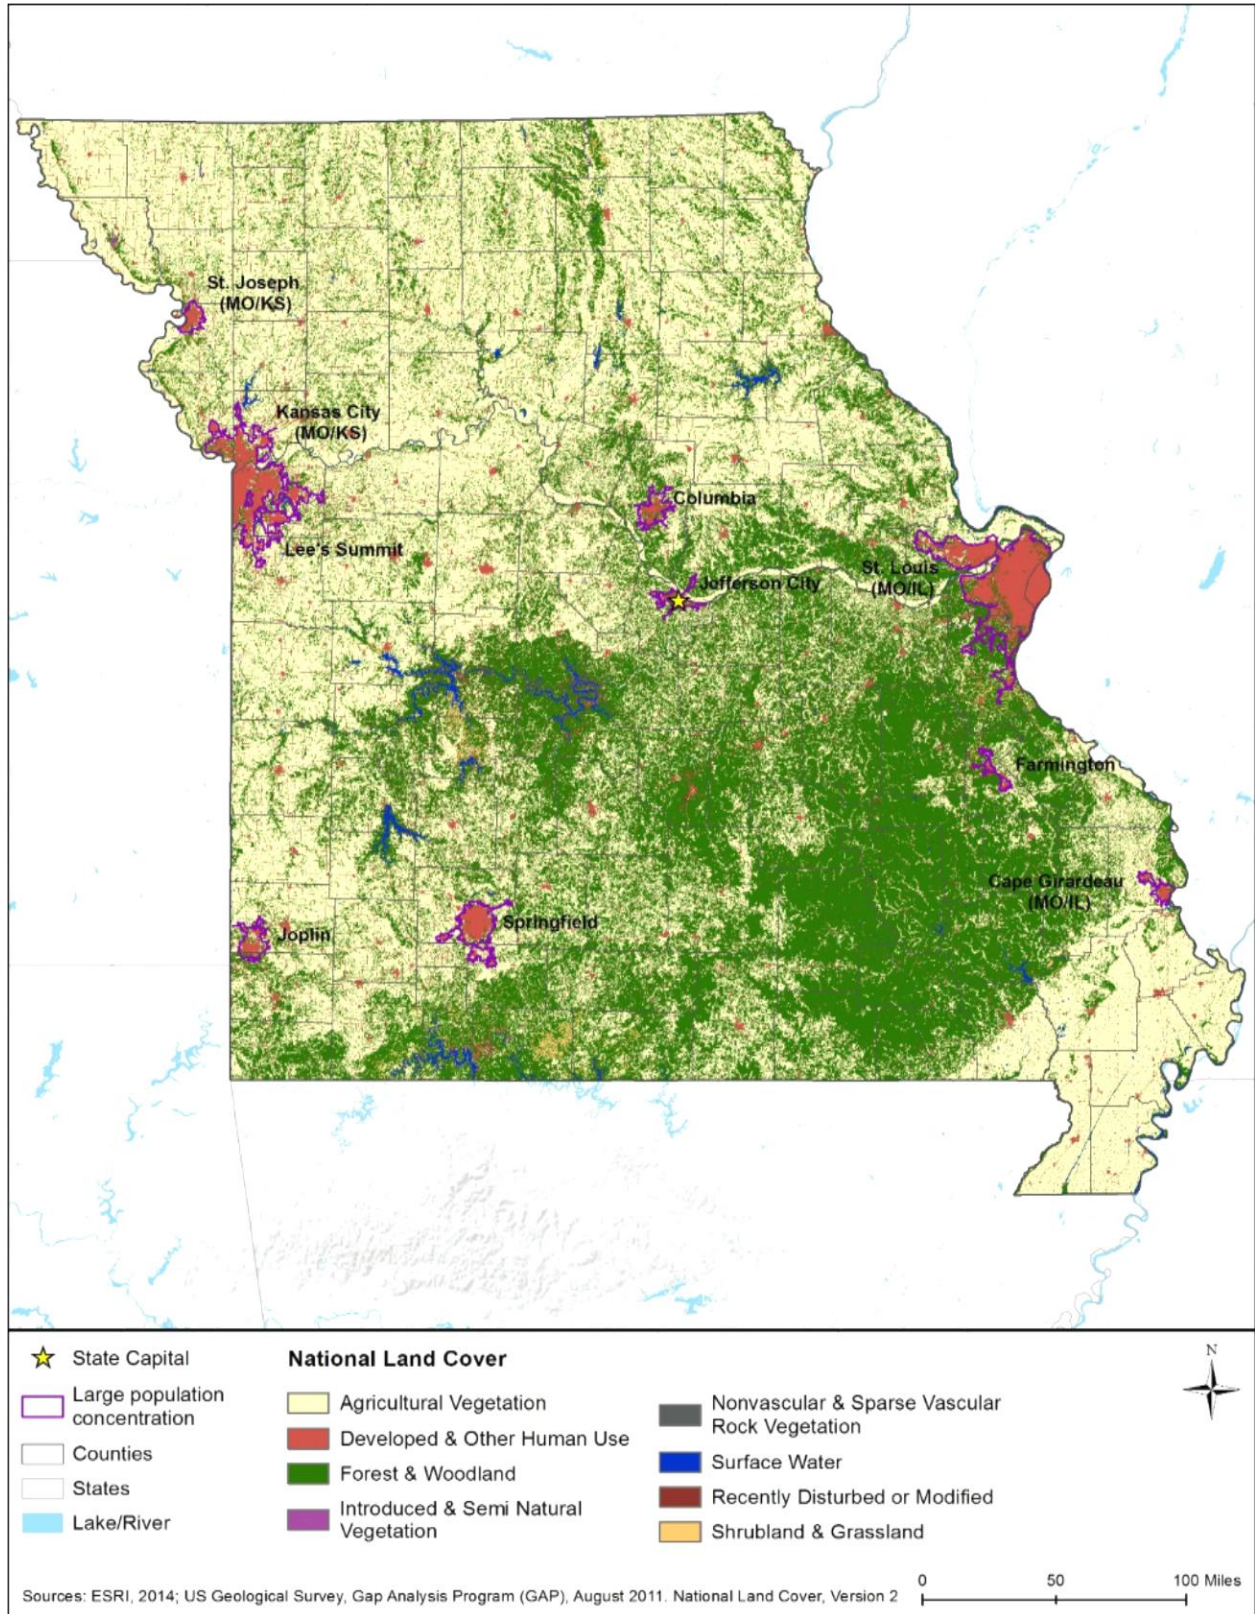 St. Joseph
(MO/KS)
Kansas City
(MO/KS)
Lee's Summit
Columbia
Jofferson City
St. Louis
(MO/IL)
Farmington
Cape Girardeau
(MO/IL)
Springfield
Joplin
State Capital
Large population
concentration
Counties
States
Lake/River
National Land Cover
Agricultural Vegetation
Developed & Other Human Use
Forest & Woodland
Introduced & Semi Natural
Vegetation
Nonvascular & Sparse Vascular
Rock Vegetation
Surface Water
Recently Disturbed or Modified
Shrubland & Grassland
N
Sources: ESRI, 2014; US Geological Survey, Gap Analysis Program (GAP), August 2011. National Land Cover, Version 2
0 50 100 Miles